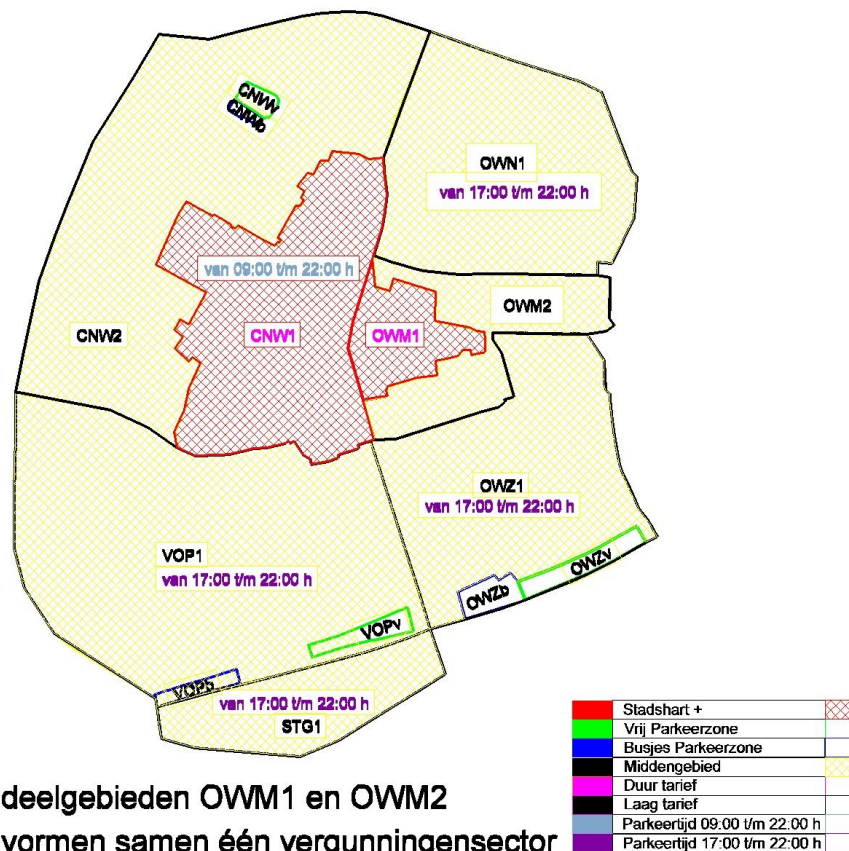 CNWv
CNWb
OWN1
van 17:00 t/m 22:00 h
van 09:00 t/m 22:00 h
OWM2
CNW2
CNW1
OWM1
OWZ1
van 17:00 t/m 22:00 h
VOP1
van 17:00 t/m 22:00 h
OWZv
OWZb
VOPv
VOPb
van 17:00 t/m 22:00 h
STG1
Stadshart +
Vrij Parkeerzone
Busjes Parkeerzone
Middengebied
Duur tarief
Laag tarief
Parkeertijd 09:00 t/m 22:00 h
Parkeertijd 17:00 t/m 22:00 h
deelgebieden OWM1 en OWM2
vormen samen één vergunningensector